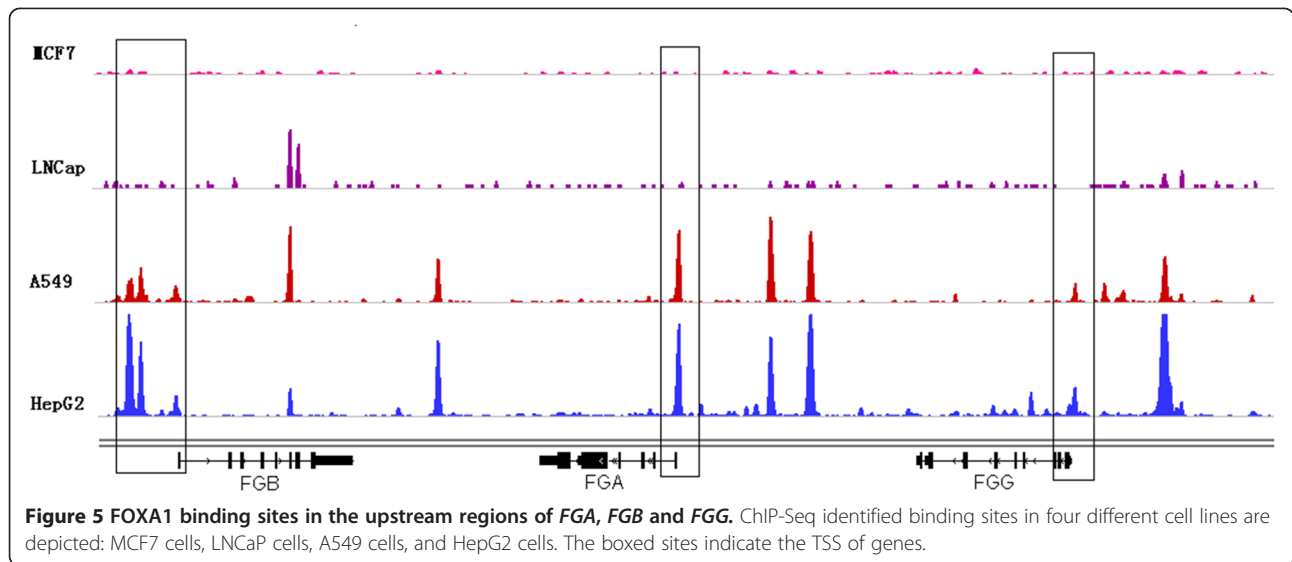 MCF7
LNCap
A549
HepG2
FGB
FGA
FGG
Figure 5 FOXA1 binding sites in the upstream regions of FGA, FGB and FGG. ChIP-Seq identified binding sites in four different cell lines are
depicted: MCF7 cells, LNCaP cells, A549 cells, and HepG2 cells. The boxed sites indicate the TSS of genes.